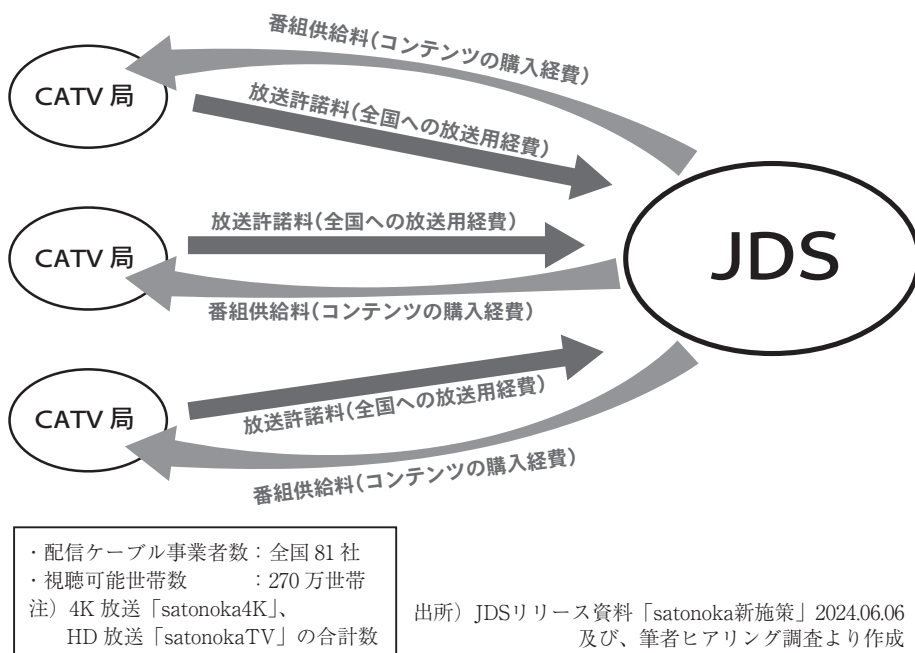 番組供給料(コンテンツの購入経費)
CATV 局
放送許諾料(全国への放送用経費)
放送許諾料(全国への放送用経費)
CATV 局
JDS
番組供給料(コンテンツの購入経費)
CATV 局
放送許諾料(全国への放送用経費)
番組供給料(コンテンツの購入経費)
・配信ケーブル事業者数：全国 81 社
・視聴可能世帯数　　　：270 万世帯
注）4K 放送「satonoka4K」、
HD 放送「satonokaTV」の合計数
出所）JDSリリース資料「satonoka新施策」2024.06.06
及び、筆者ヒアリング調査より作成